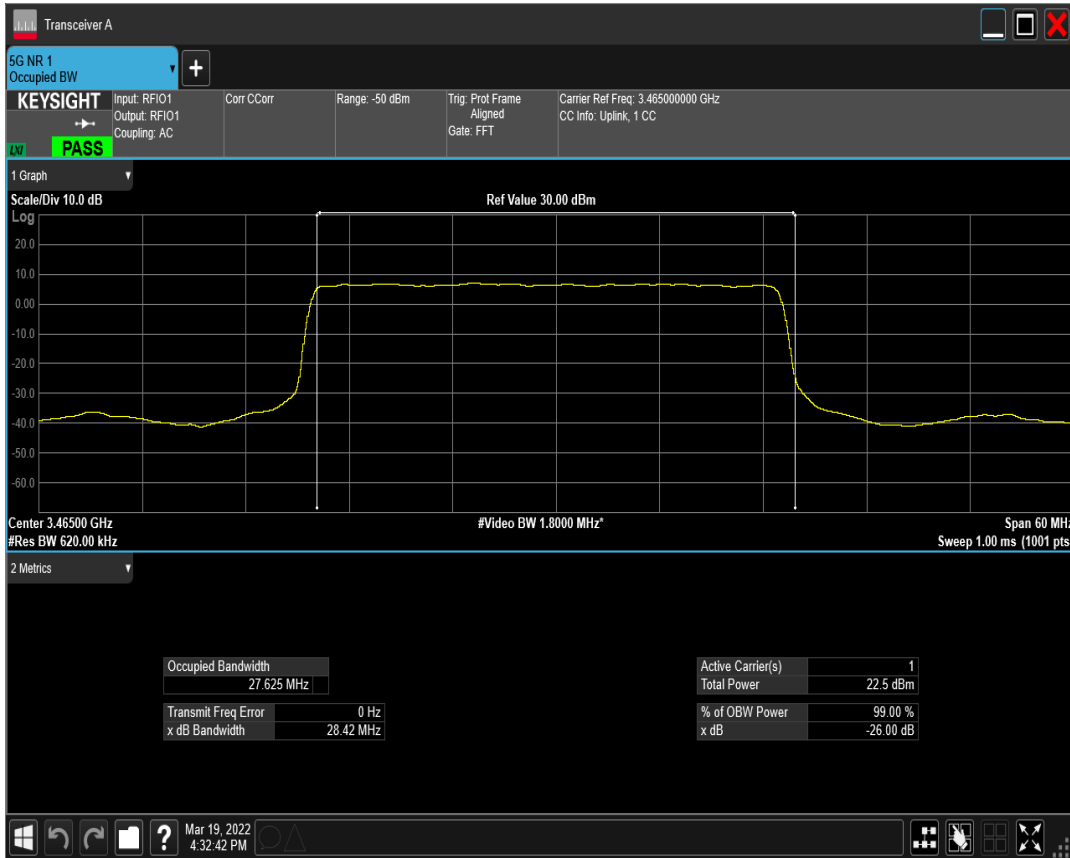 Transceiver A
5G NR 1
Occupied BW
KEYSIGHT
Input: RFIO1
Output: RFIO1
Coupling: AC
Corr CCorr
Range: -50 dBm
Trig: Prot Frame
Aligned
Gate: FFT
Carrier Ref Freq: 3.465000000 GHz
CC Info: Uplink, 1 CC
LXI
PASS
1 Graph
Scale/Div 10.0 dB
Ref Value 30.00 dBm
Log
20.0
10.0
0.00
-10.0
-20.0
-30.0
-40.0
-50.0
-60.0
Center 3.46500 GHz
#Video BW 1.8000 MHz*
Span 60 MHz
#Res BW 620.00 kHz
Sweep 1.00 ms (1001 pts
2 Metrics
Occupied Bandwidth
27.625 MHz
Transmit Freq Error 0 Hz
x dB Bandwidth 28.42 MHz
Active Carrier(s) 1
Total Power 22.5 dBm
% of OBW Power 99.00 %
x dB -26.00 dB
Mar 19, 2022
4:32:42 PM